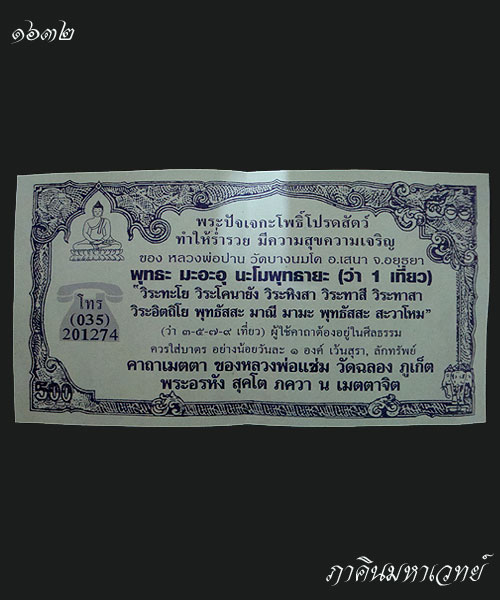 ๑๖๓๒
๕๐๐
พระปัจเจกะโพธิ์โปรดสัตว์
ทำให้ร่ำรวย มีความสุขความเจริญ
ของ หลวงพ่อปาน วัดบางนมโค อ.เสนา จ.อยุธยา
พุทธะ มะอะอุ นะโมพุทธายะ (ว่า 1 เที่ยว)
"วิระทะโย วิระโคนายัง วิระหิงสา วิระทาสี วิระทาสา
วิระอิตถิโย พุทธัสสะ มาณี มามะ พุทธัสสะ สะวาโหม"
(ว่า ๓-๕-๗-๙ เที่ยว) ผู้ใช้คาถาต้องอยู่ในศีลธรรม
ควรใส่บาตร อย่างน้อยวันละ ๑ องค์ เว้นสุรา, ลักทรัพย์
คาถาเมตตา ของหลวงพ่อแช่ม วัดฉลอง ภูเก็ต
พระอรหัง สุคโต ภควา น เมตตาจิต
โทร
(035)
201274
500
ภาคินมหาเวทย์